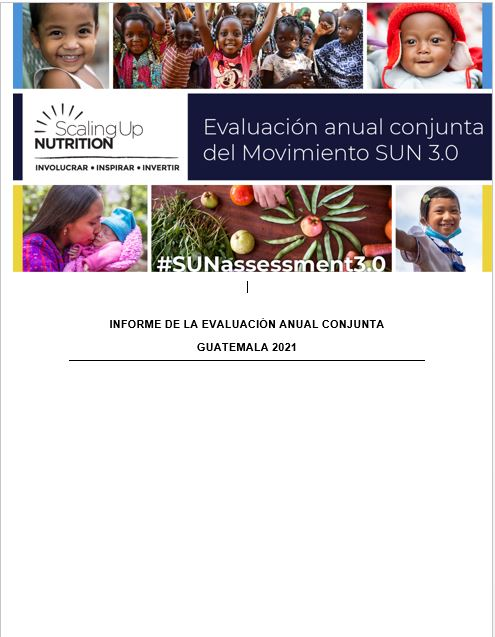 Scaling Up
NUTRITION
INVOLUCRAR • INSPIRAR • INVERTIR
Evaluación anual conjunta
del Movimiento SUN 3.0
#SUNassessment3.0
INFORME DE LA EVALUACIÓN ANUAL CONJUNTA
GUATEMALA 2021